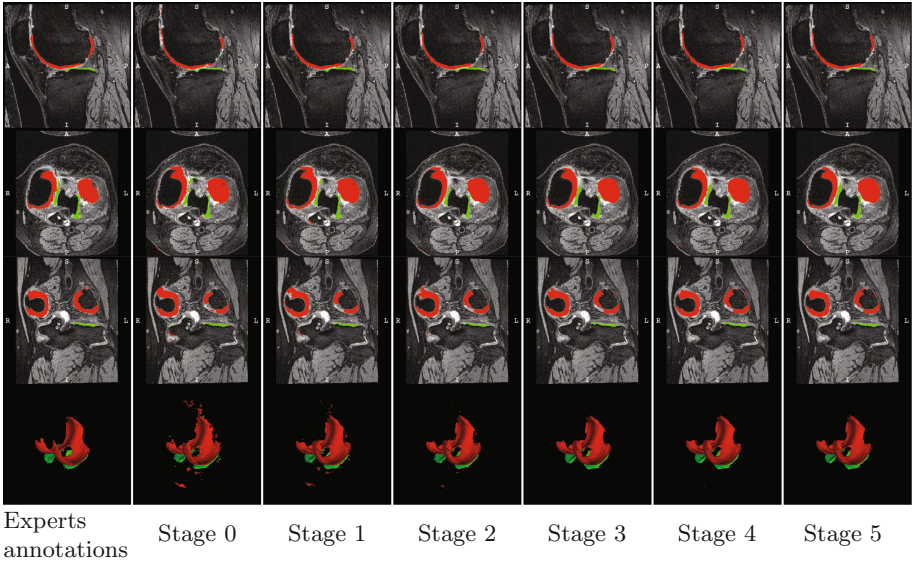 S S S S S S S
A P A P A P A P A P A P A P
I I I I I I I
A A A A A A A
R L R L R L R L R L R L R L
S S S S S S S
R L R L R L R L R L R L R L
I I I I I I I
Experts annotations
Stage 0
Stage 1
Stage 2
Stage 3
Stage 4
Stage 5